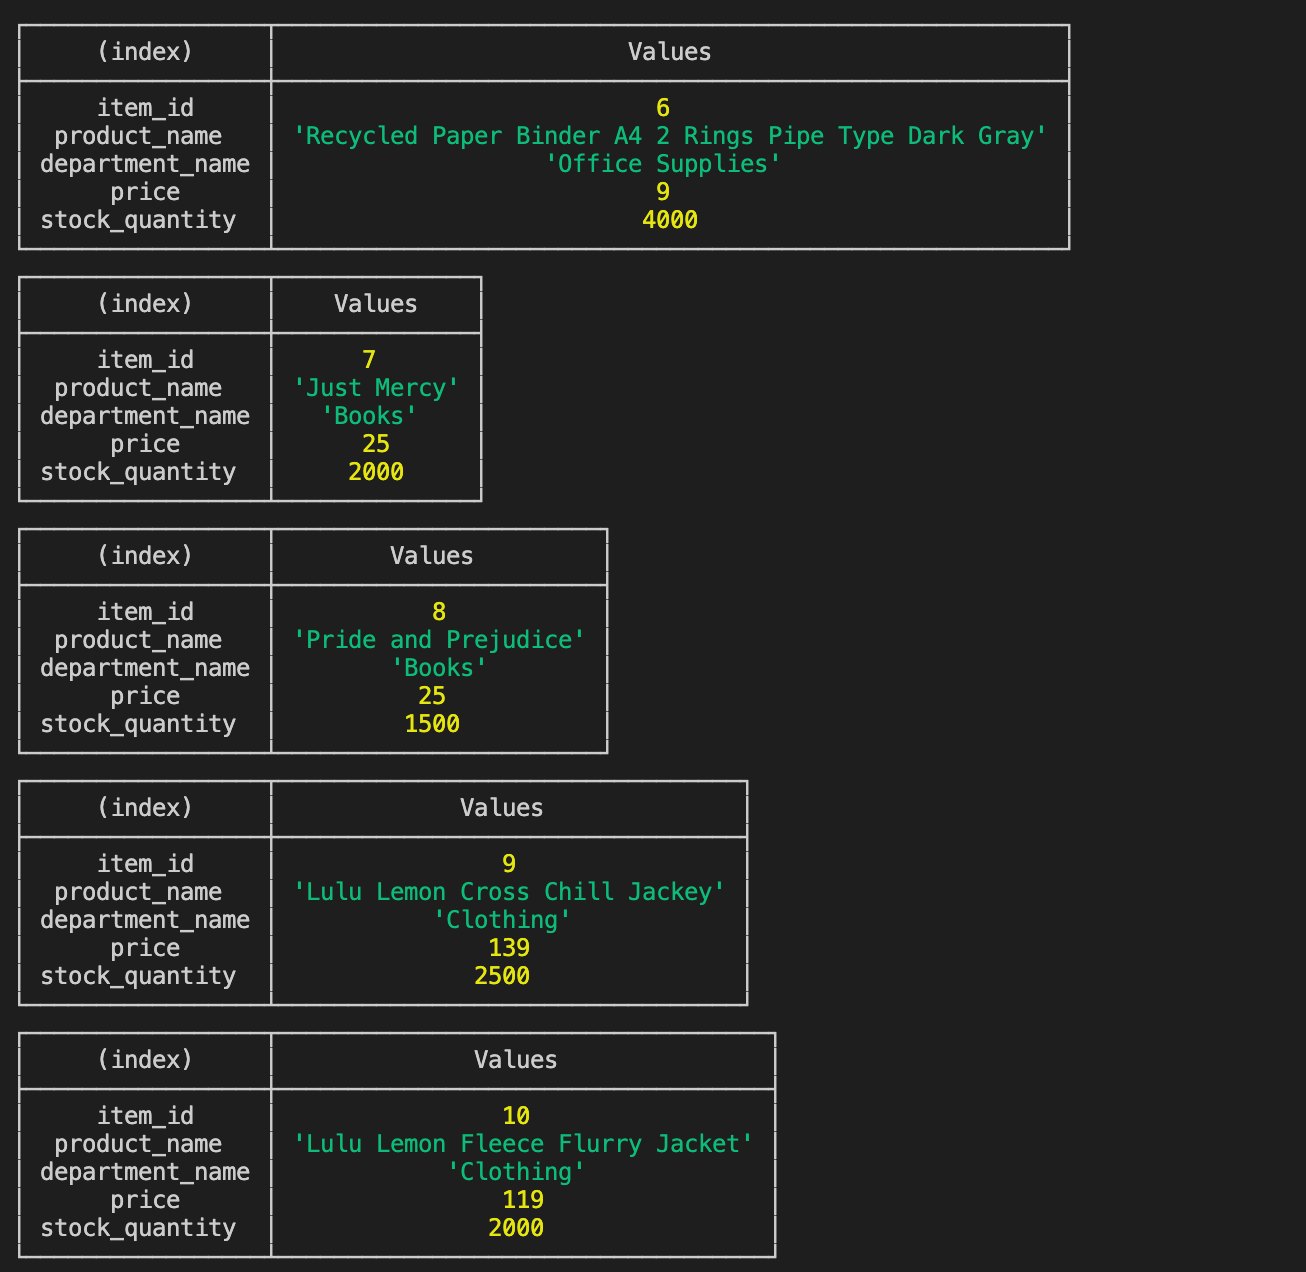 (index) Values
item_id 6
product_name 'Recycled Paper Binder A4 2 Rings Pipe Type Dark Gray'
department_name 'Office Supplies'
price 9
stock_quantity 4000
(index) Values
item_id 7
product_name 'Just Mercy'
department_name 'Books'
price 25
stock_quantity 2000
(index) Values
item_id 8
product_name 'Pride and Prejudice'
department_name 'Books'
price 25
stock_quantity 1500
(index) Values
item_id 9
product_name 'Lulu Lemon Cross Chill Jackey'
department_name 'Clothing'
price 139
stock_quantity 2500
(index) Values
item_id 10
product_name 'Lulu Lemon Fleece Flurry Jacket'
department_name 'Clothing'
price 119
stock_quantity 2000